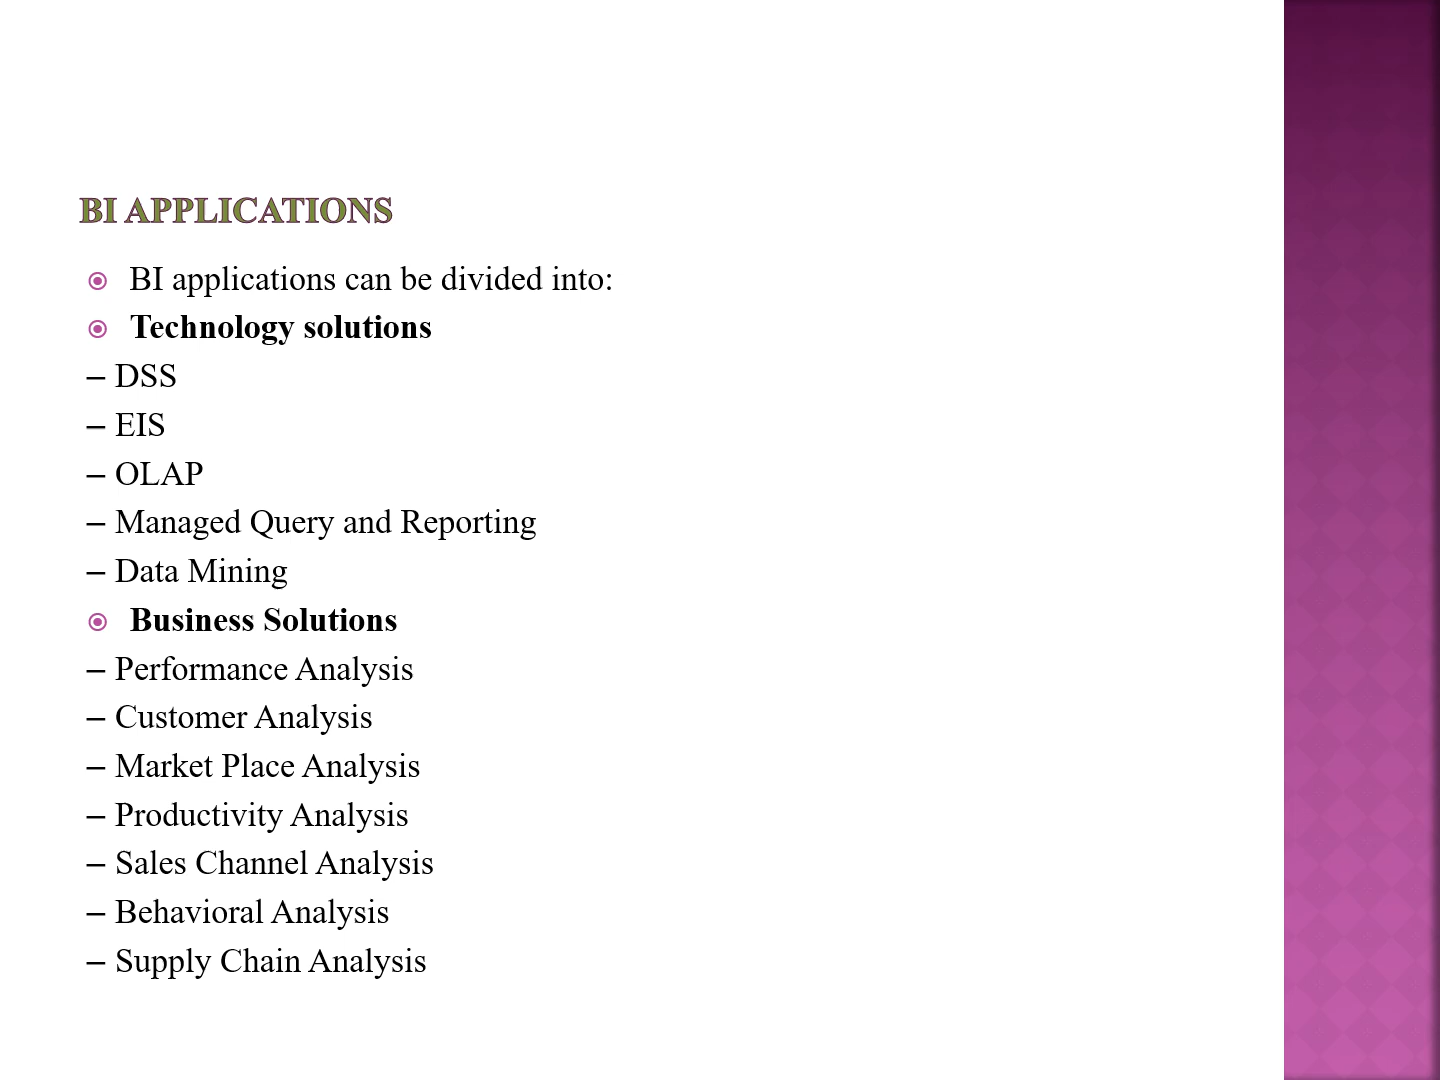 BI APPLICATIONS
BI applications can be divided into:
Technology solutions
– DSS
– EIS
– OLAP
– Managed Query and Reporting
– Data Mining
Business Solutions
– Performance Analysis
– Customer Analysis
– Market Place Analysis
– Productivity Analysis
– Sales Channel Analysis
– Behavioral Analysis
– Supply Chain Analysis